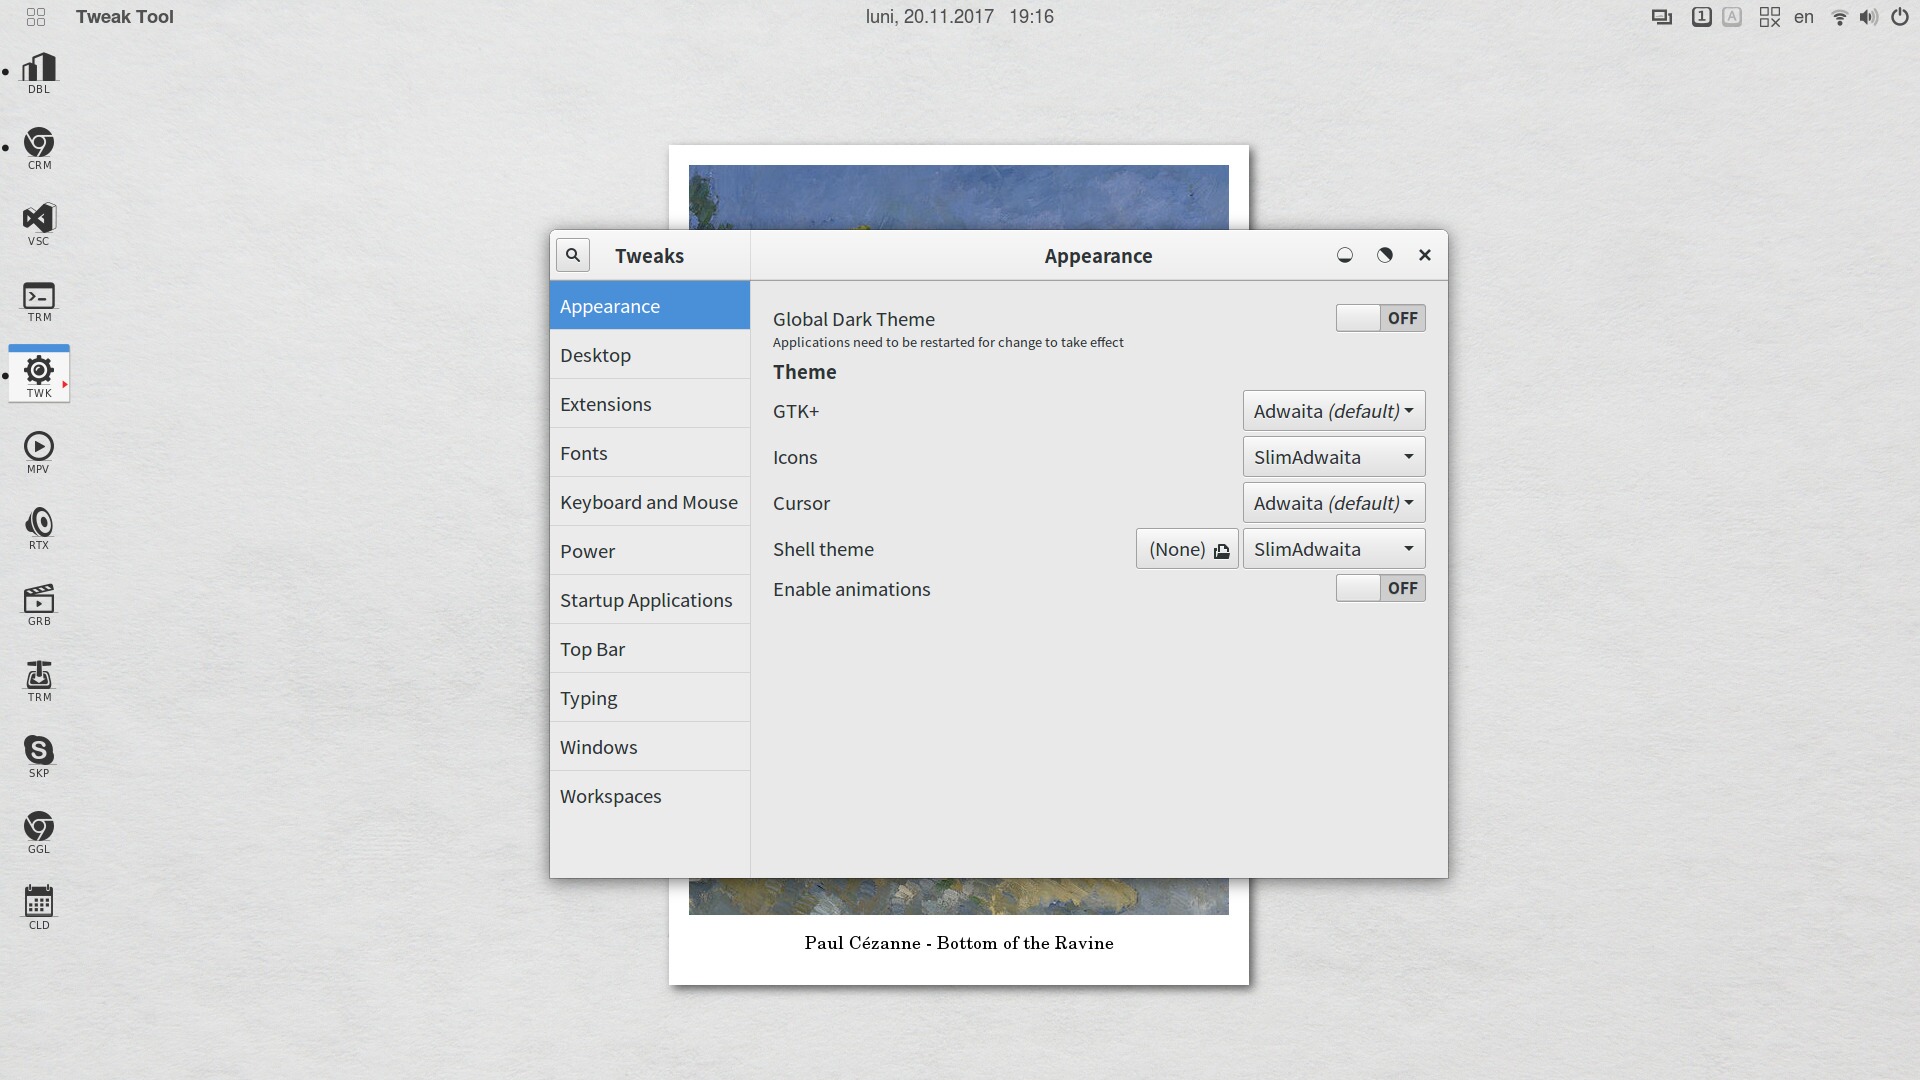 Tweak Tool
luni, 20.11.2017 19:16
1
A
en
DBL
CRM
VSC
TRM
TWK
MPV
RTX
GRB
TRM
SKP
GGL
CLD
Tweaks
Appearance
Appearance
Desktop
Extensions
Fonts
Keyboard and Mouse
Power
Startup Applications
Top Bar
Typing
Windows
Workspaces
Global Dark Theme OFF
Applications need to be restarted for change to take effect
Theme
GTK+ Adwaita (default)
Icons SlimAdwaita
Cursor Adwaita (default)
Shell theme (None) SlimAdwaita
Enable animations OFF
Paul Cézanne - Bottom of the Ravine